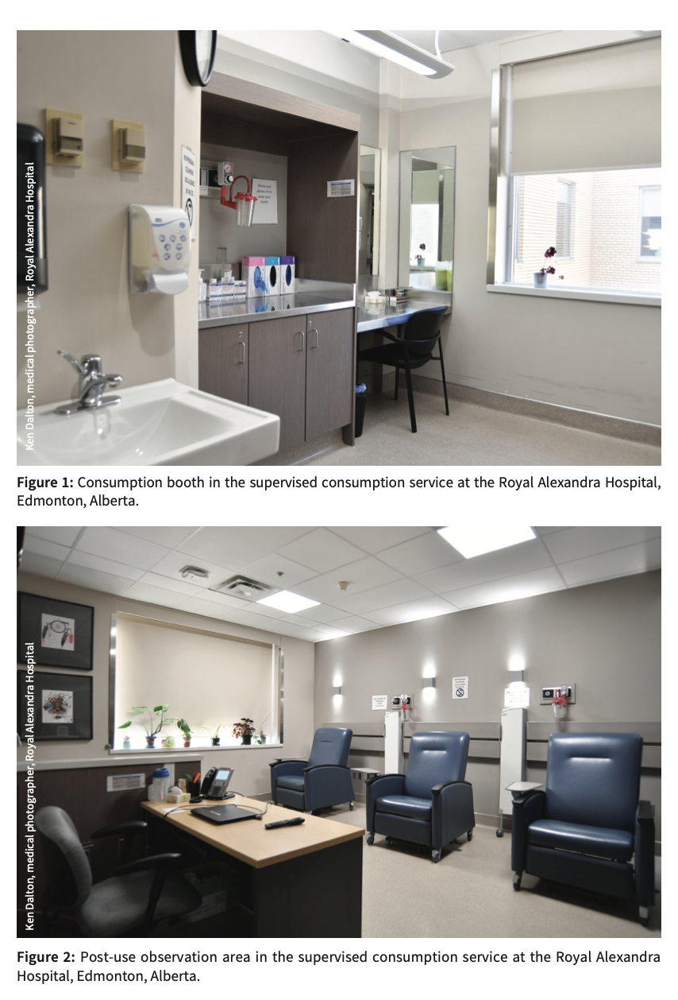 Ken Dalton, medical photographer, Royal Alexandra Hospital
Figure 1: Consumption booth in the supervised consumption service at the Royal Alexandra Hospital,
Edmonton, Alberta.
Ken Dalton, medical photographer, Royal Alexandra Hospital
Figure 2: Post-use observation area in the supervised consumption service at the Royal Alexandra
Hospital, Edmonton, Alberta.